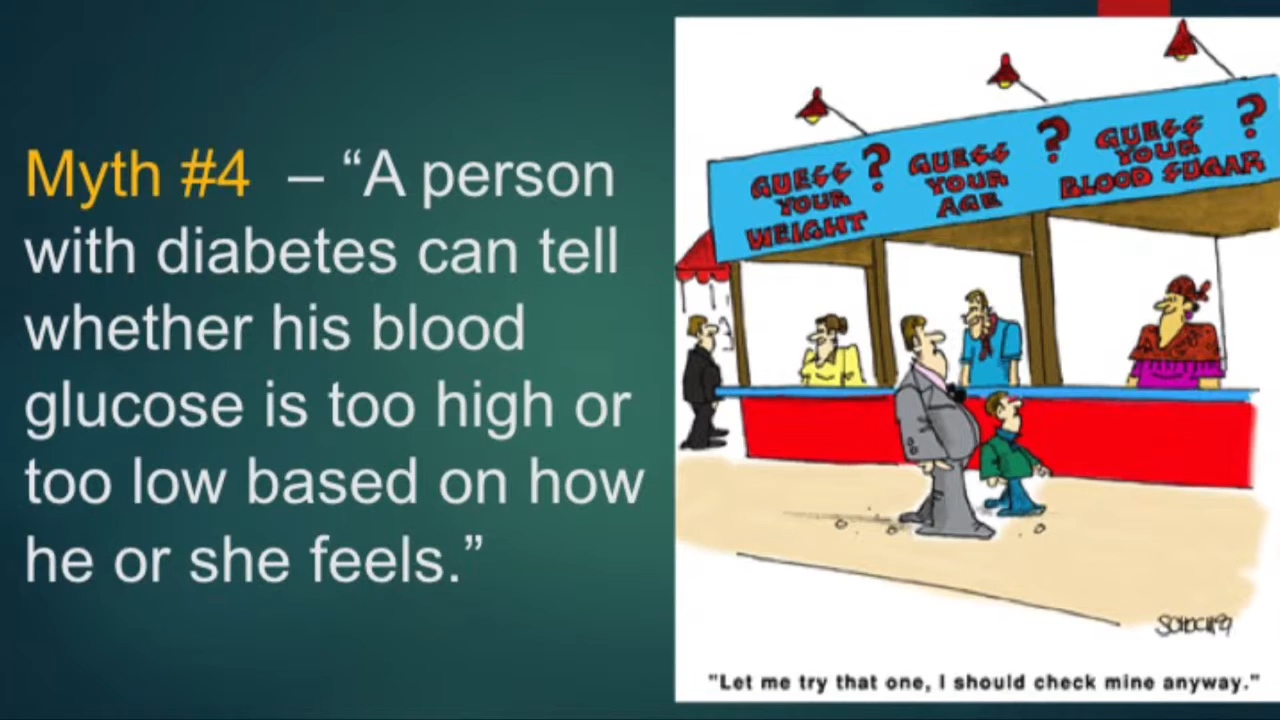 Myth #4 – “A person
with diabetes can tell
whether his blood
glucose is too high or
too low based on how
he or she feels.”
GUESS
YOUR
WEIGHT
?
GUESS
YOUR
AGE
?
GUESS
YOUR
BLOOD SUGAR
?
"Let me try that one, I should check mine anyway."